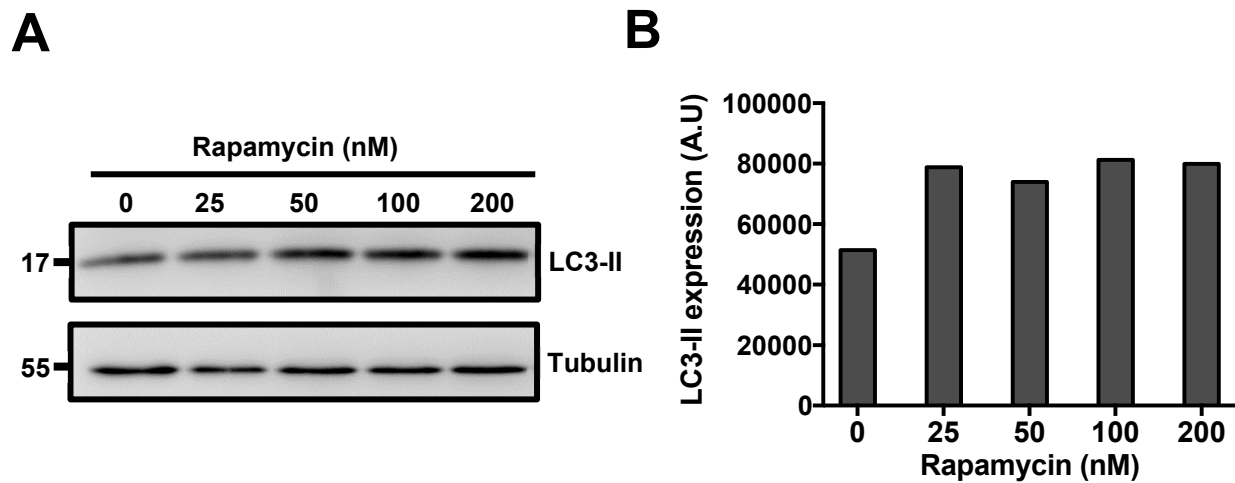 A
Rapamycin (nM)
0 25 50 100 200
17
LC3-II
55
Tubulin
B
LC3-II expression (A.U)
100000
80000
60000
40000
20000
0
0 25 50 100 200
Rapamycin (nM)